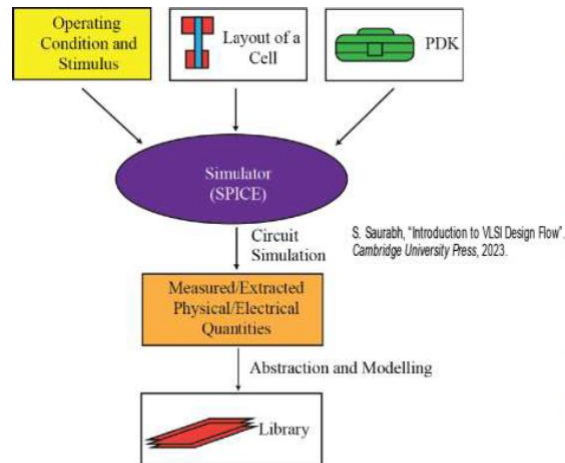 Operating
Condition and
Stimulus
Layout of a
Cell
PDK
Simulator
(SPICE)
Circuit
Simulation
S. Saurabh, “Introduction to VLSI Design Flow”.
Cambridge University Press, 2023.
Measured/Extracted
Physical/Electrical
Quantities
Abstraction and Modelling
Library